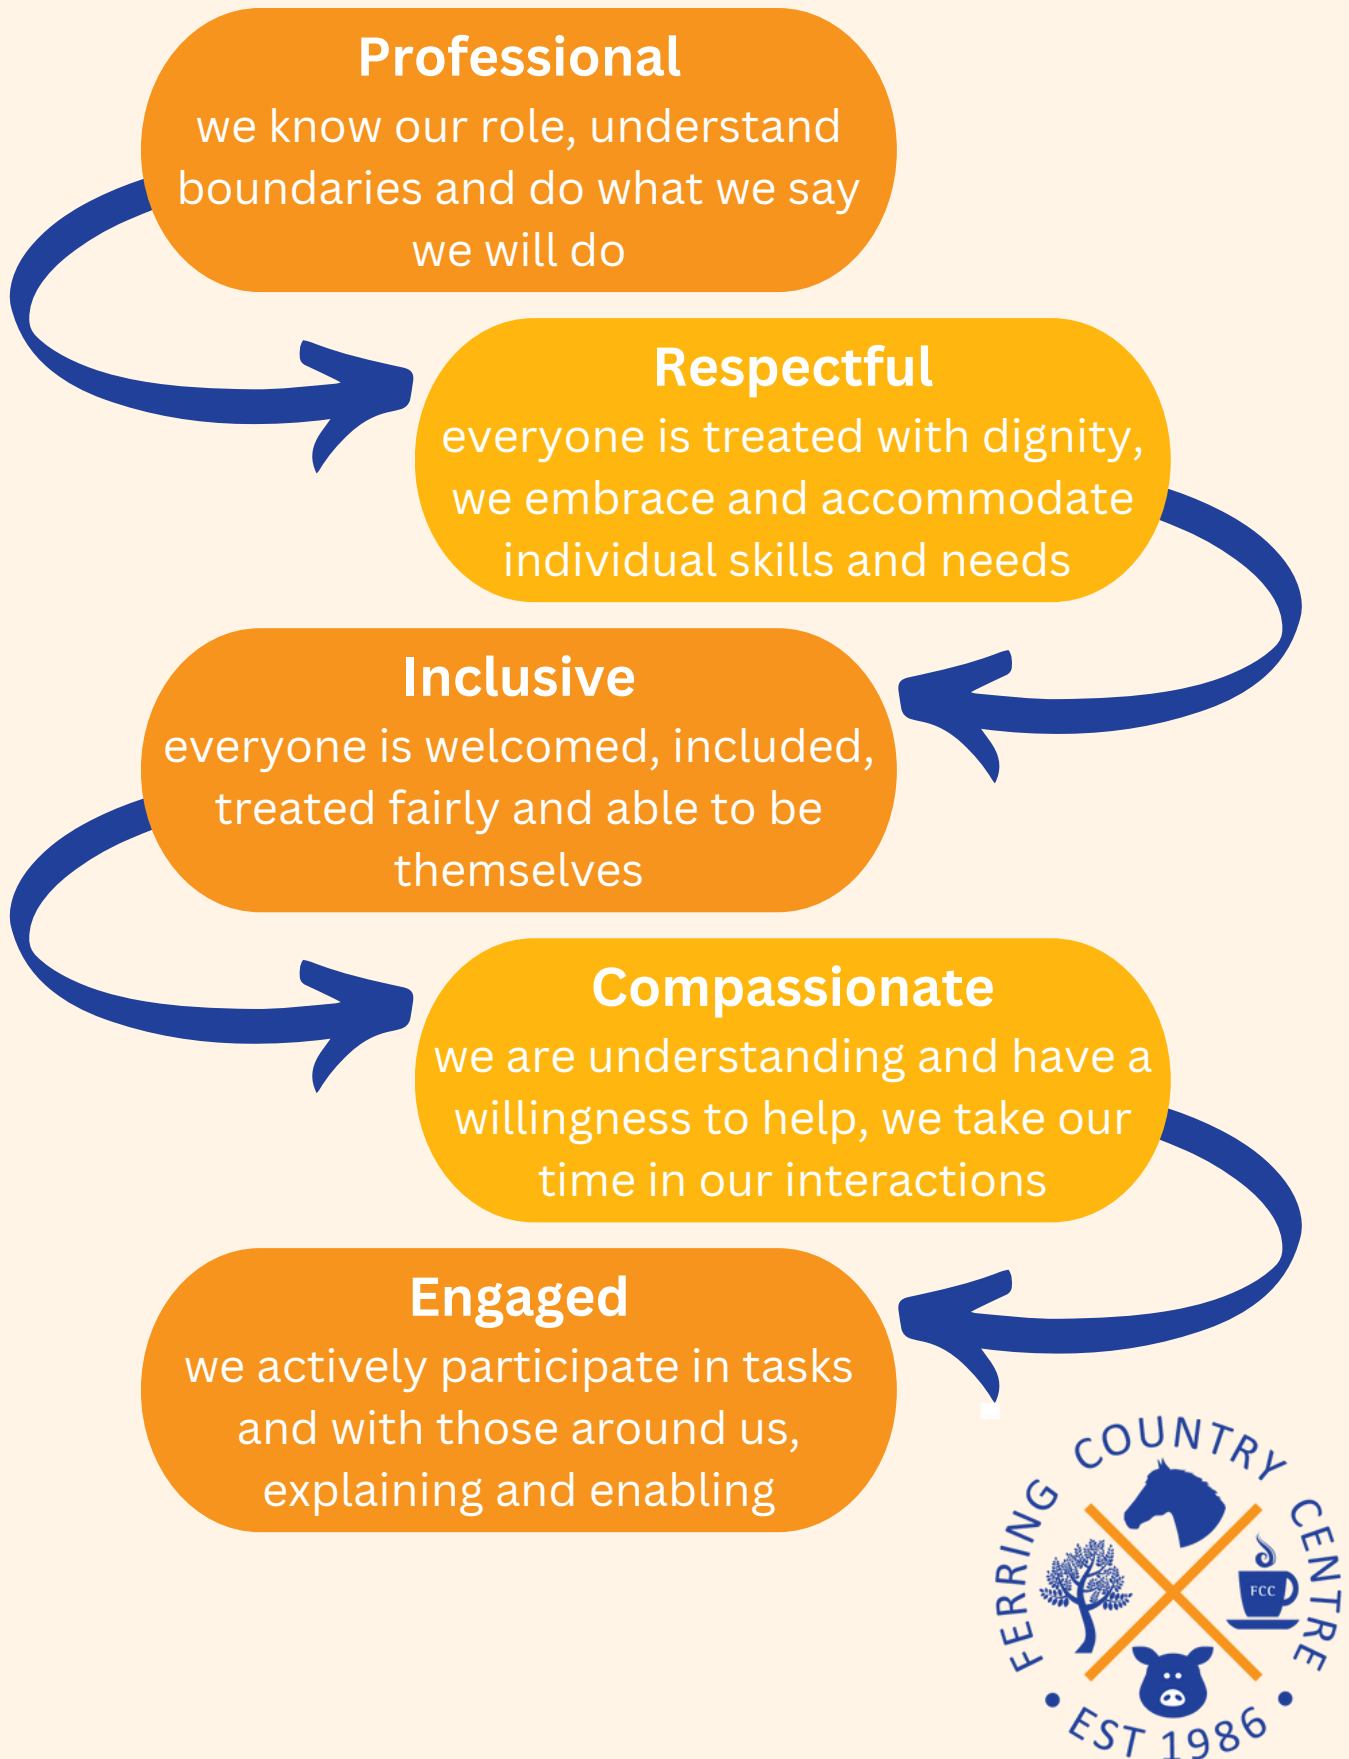 Professional
we know our role, understand
boundaries and do what we say
we will do
Respectful
everyone is treated with dignity,
we embrace and accommodate
individual skills and needs
Inclusive
everyone is welcomed, included,
treated fairly and able to be
themselves
Compassionate
we are understanding and have a
willingness to help, we take our
time in our interactions
Engaged
we actively participate in tasks
and with those around us,
explaining and enabling
FERRING COUNTRY CENTRE
FCC
• EST 1986 •